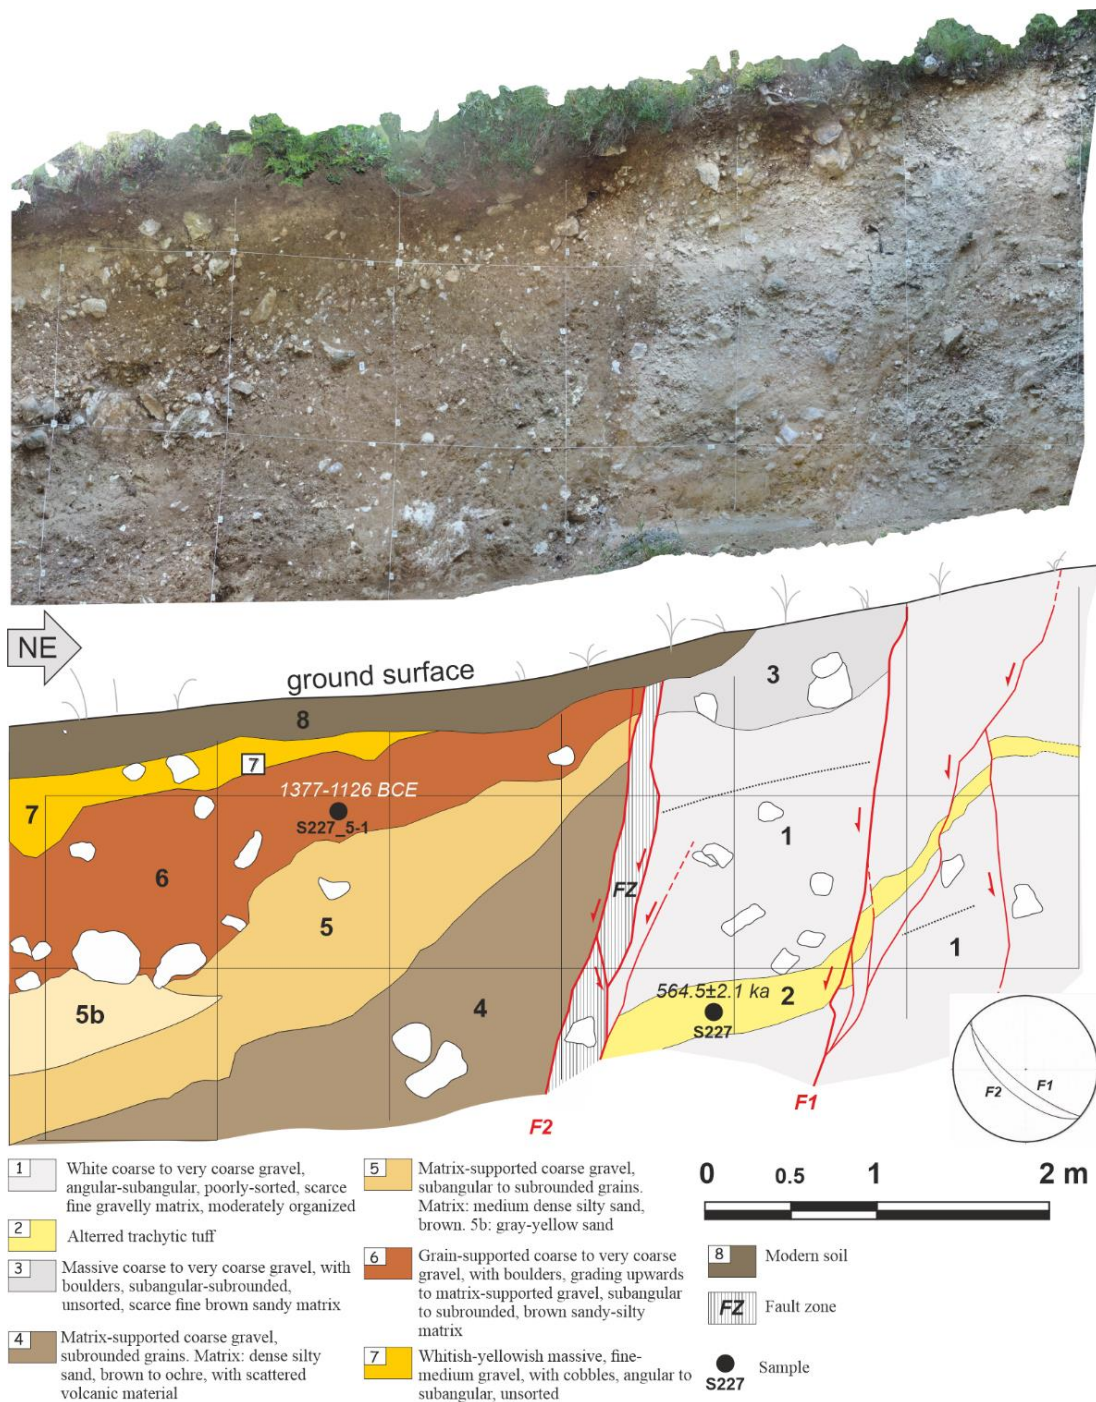 NE
ground surface
8
3
7
7
1377-1126 BCE
S227_5-1
1
6
FZ
5
1
564.5±2.1 ka
2
5b
4
S227
F1
F2
F2
F1
1
White coarse to very coarse gravel,
angular-subangular, poorly-sorted, scarce
fine gravelly matrix, moderately organized
2
Alterred trachytic tuff
3
Massive coarse to very coarse gravel, with
boulders, subangular-subrounded,
unsorted, scarce fine brown sandy matrix
4
Matrix-supported coarse gravel,
subrounded grains. Matrix: dense silty
sand, brown to ochre, with scattered
volcanic material
5
Matrix-supported coarse gravel,
subangular to subrounded grains.
Matrix: medium dense silty sand,
brown. 5b: gray-yellow sand
6
Grain-supported coarse to very coarse
gravel, with boulders, grading upwards
to matrix-supported gravel, subangular
to subrounded, brown sandy-silty
matrix
7
Whitish-yellowish massive, fine-
medium gravel, with cobbles, angular to
subangular, unsorted
0 0.5 1 2 m
8
Modern soil
FZ
Fault zone
Sample
S227